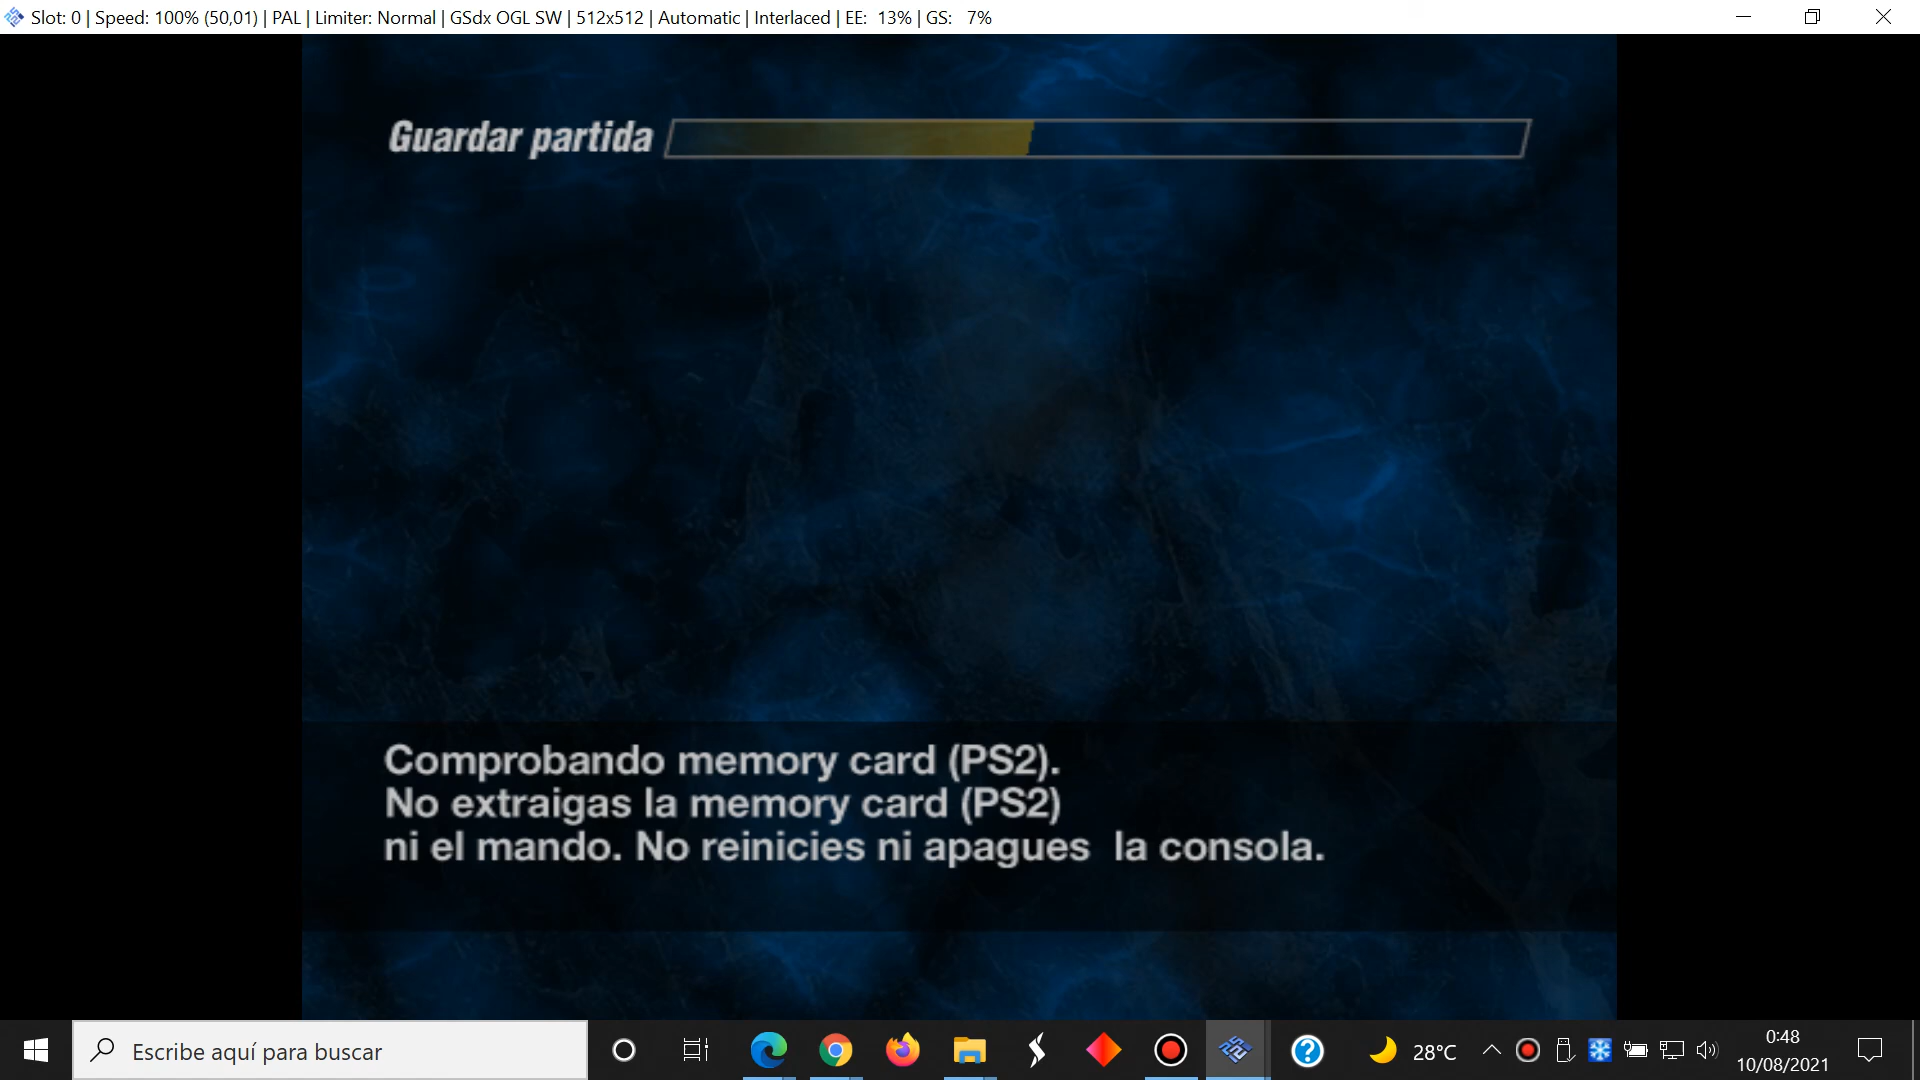 Slot: 0 | Speed: 100% (50,01) | PAL | Limiter: Normal | GSdx OGL SW | 512x512 | Automatic | Interlaced | EE: 13% | GS: 7%
Guardar partida
Comprobando memory card (PS2).
No extraigas la memory card (PS2)
ni el mando. No reinicies ni apagues la consola.
Escribe aquí para buscar
28°C
0:48
10/08/2021